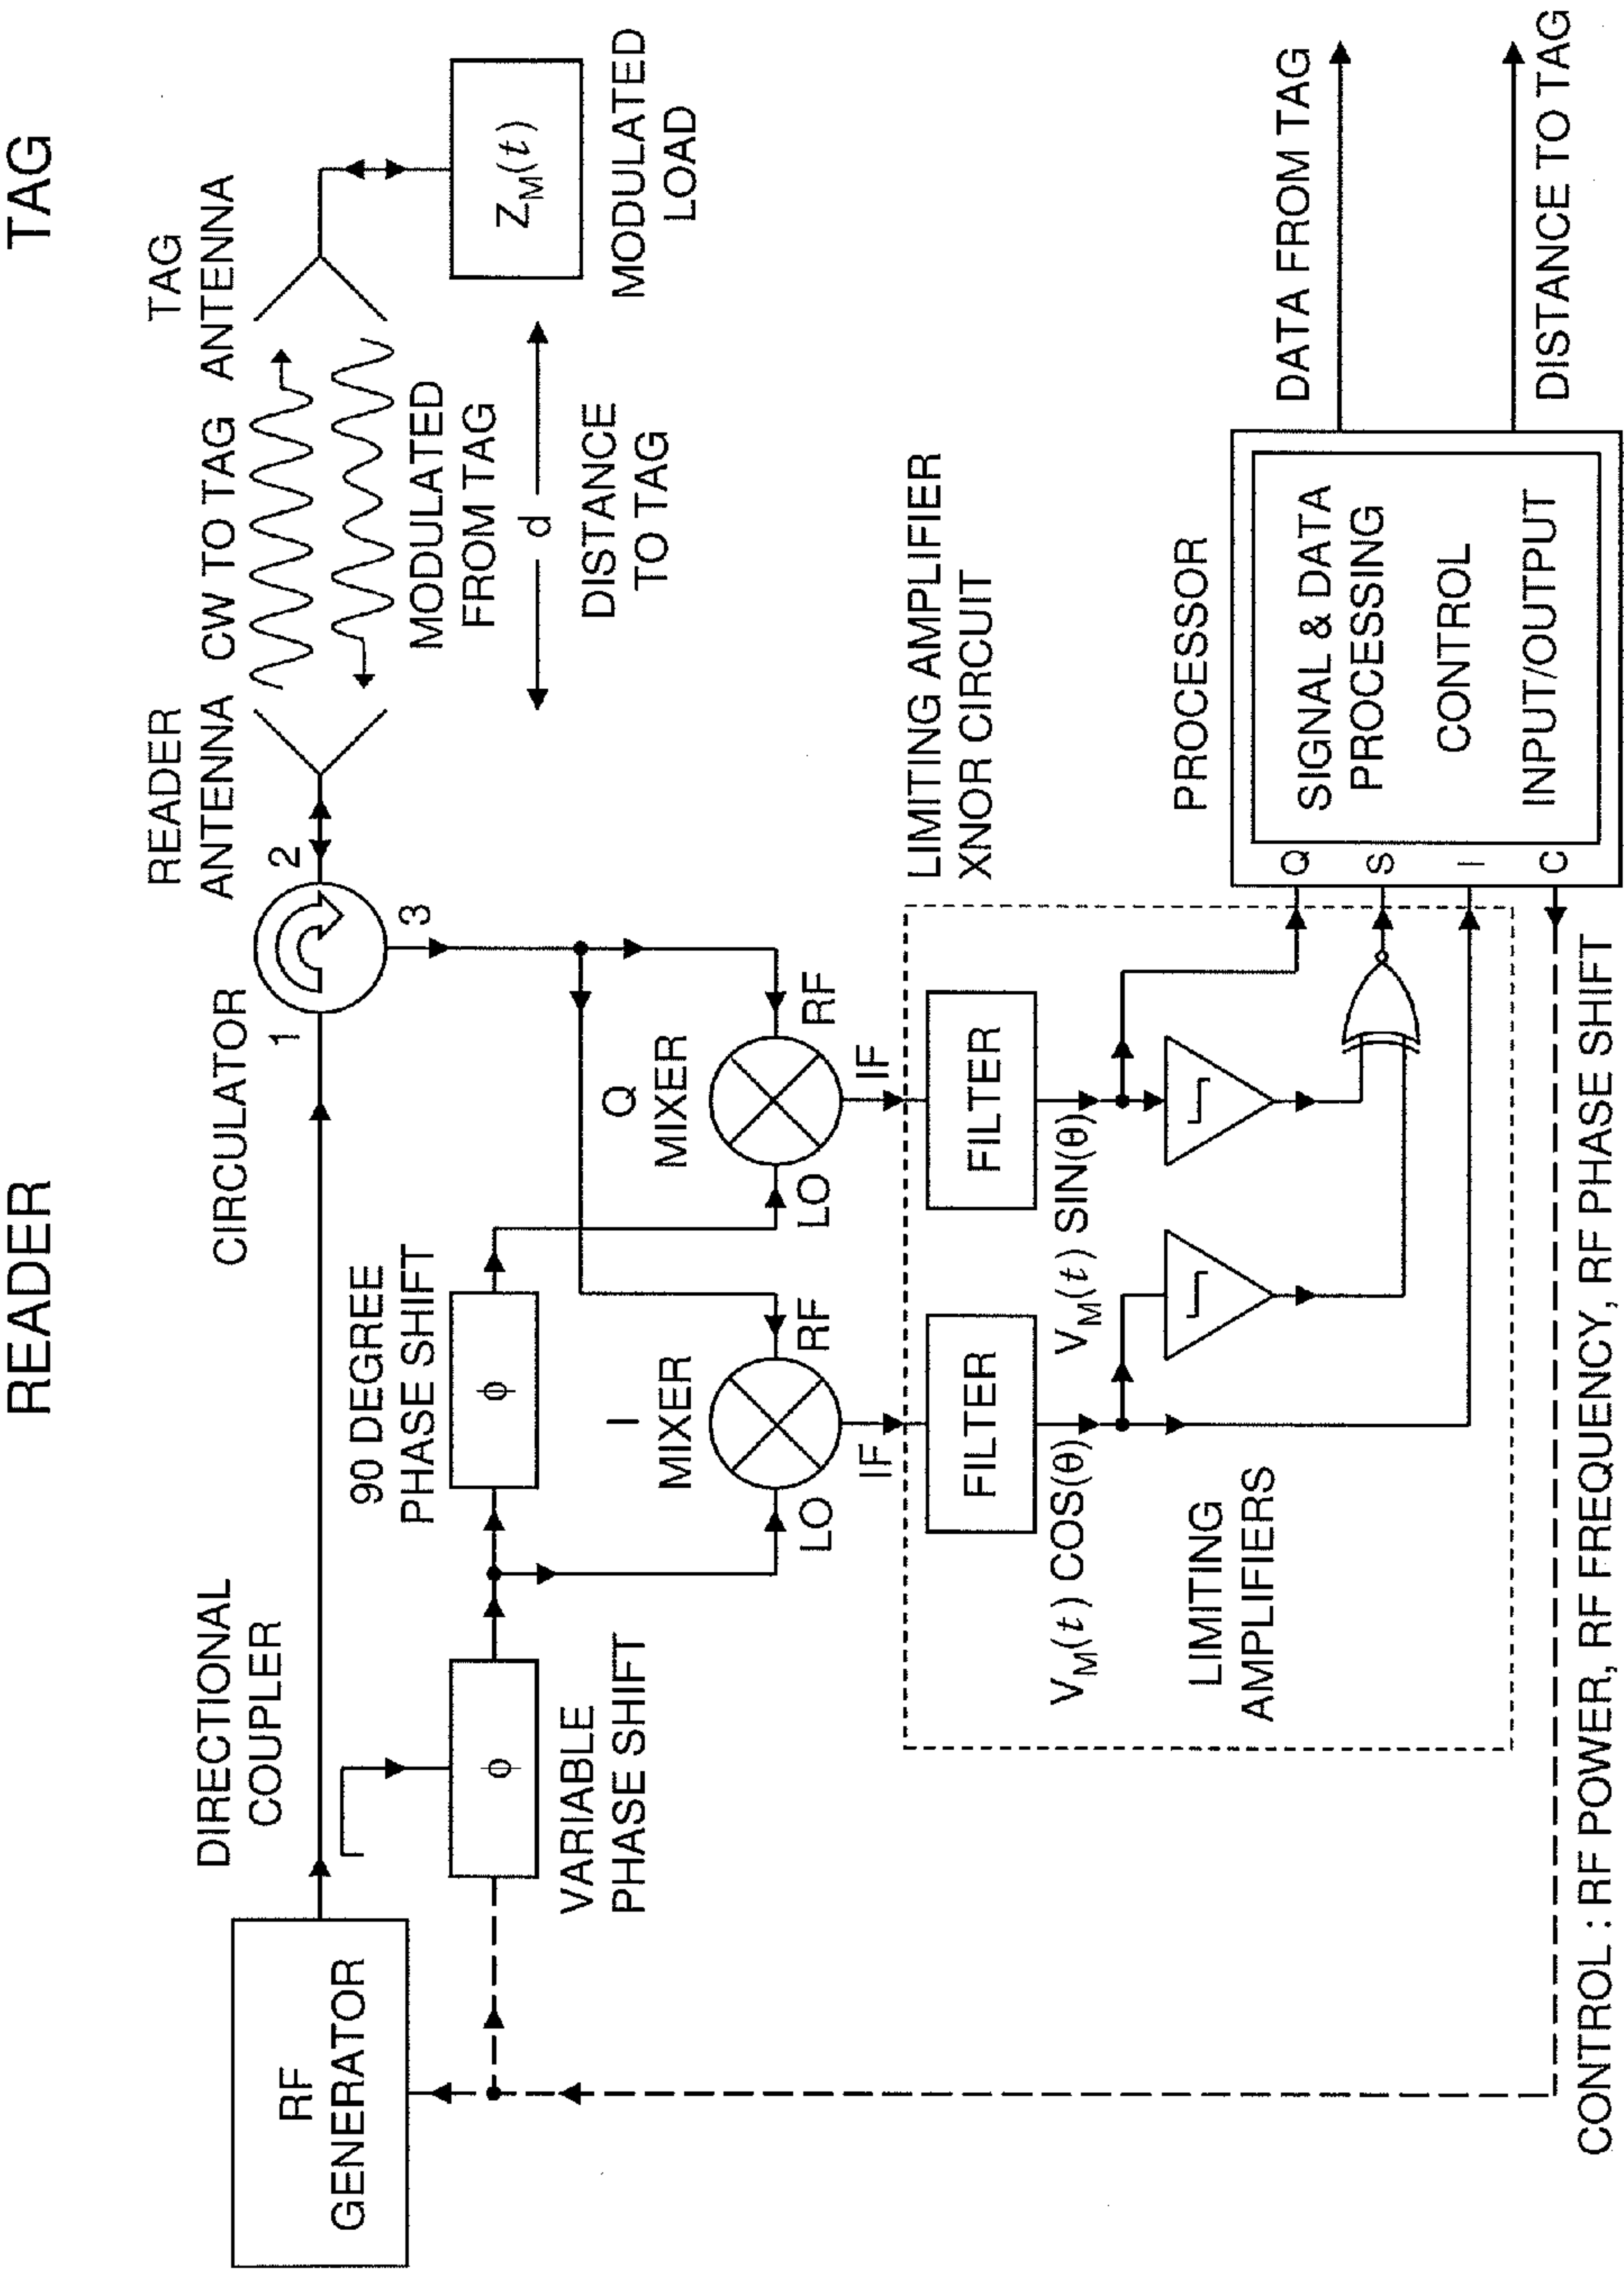 READER
TAG
RF
GENERATOR
DIRECTIONAL
COUPLER
CIRCULATOR
1
2
3
READER
ANTENNA
CW TO TAG
TAG
ANTENNA
MODULATED
FROM TAG
d
DISTANCE
TO TAG
Z_M(t)
MODULATED
LOAD
ϕ
VARIABLE
PHASE SHIFT
90 DEGREE
PHASE SHIFT
ϕ
I
MIXER
LO
RF
IF
Q
MIXER
LO
RF
IF
LIMITING AMPLIFIER
XNOR CIRCUIT
FILTER
FILTER
V_M(t) COS(θ)
V_M(t) SIN(θ)
LIMITING
AMPLIFIERS
PROCESSOR
Q
S
I
C
SIGNAL & DATA
PROCESSING
CONTROL
INPUT/OUTPUT
DATA FROM TAG
DISTANCE TO TAG
CONTROL : RF POWER, RF FREQUENCY, RF PHASE SHIFT